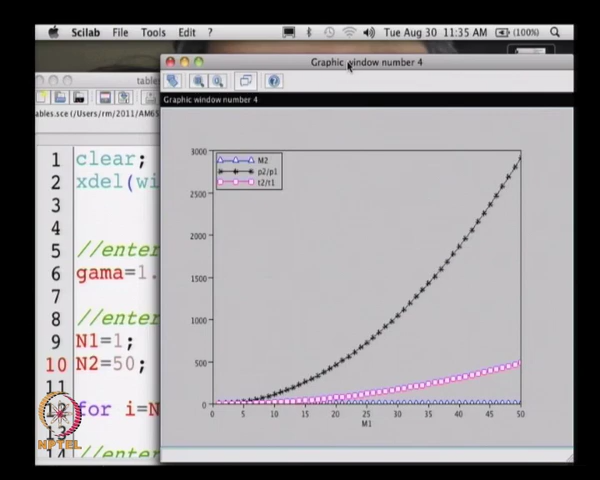 Scilab File Tools Edit ? Tue Aug 30 11:35 AM (100%)
Graphic window number 4
Graphic window number 4
ables.sce (/Users/rm/2011/AM65
1 clear;
2 xdel(wi
3
4
5 //enter
6 gama=1.
7
8 //enter
9 N1=1;
10 N2=50;
11
12 for i=N
13
14 //enter
M2
p2/p1
t2/t1
3000
2500
2000
1500
1000
500
0
0 5 10 15 20 25 30 35 40 45 50
M1
NPTEL